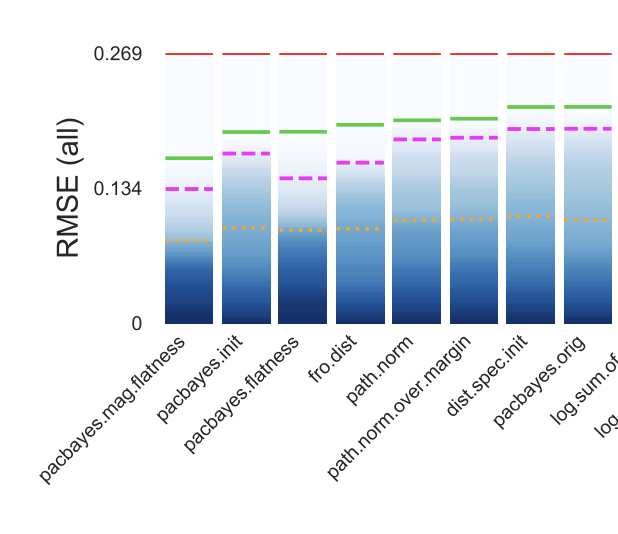 0.269
RMSE (all)
0.134
0
pacbayes.mag.flatness
pacbayes.init
pacbayes.flatness
fro.dist
path.norm
path.norm.over.margin
dist.spec.init
pacbayes.orig
log.sum.of
log.